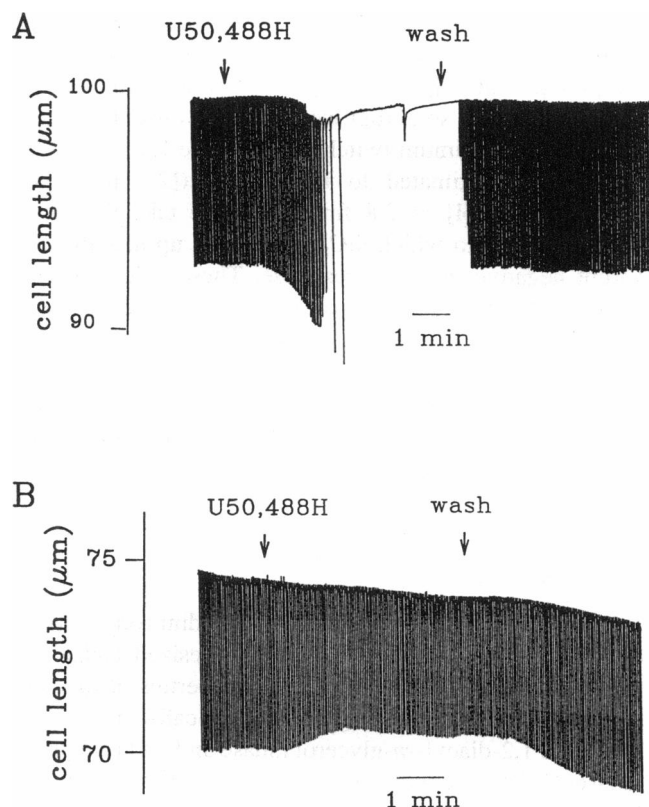 A
U50,488H wash
100
cell length (μm)
90
1 min
B
U50,488H wash
75
cell length (μm)
70
1 min